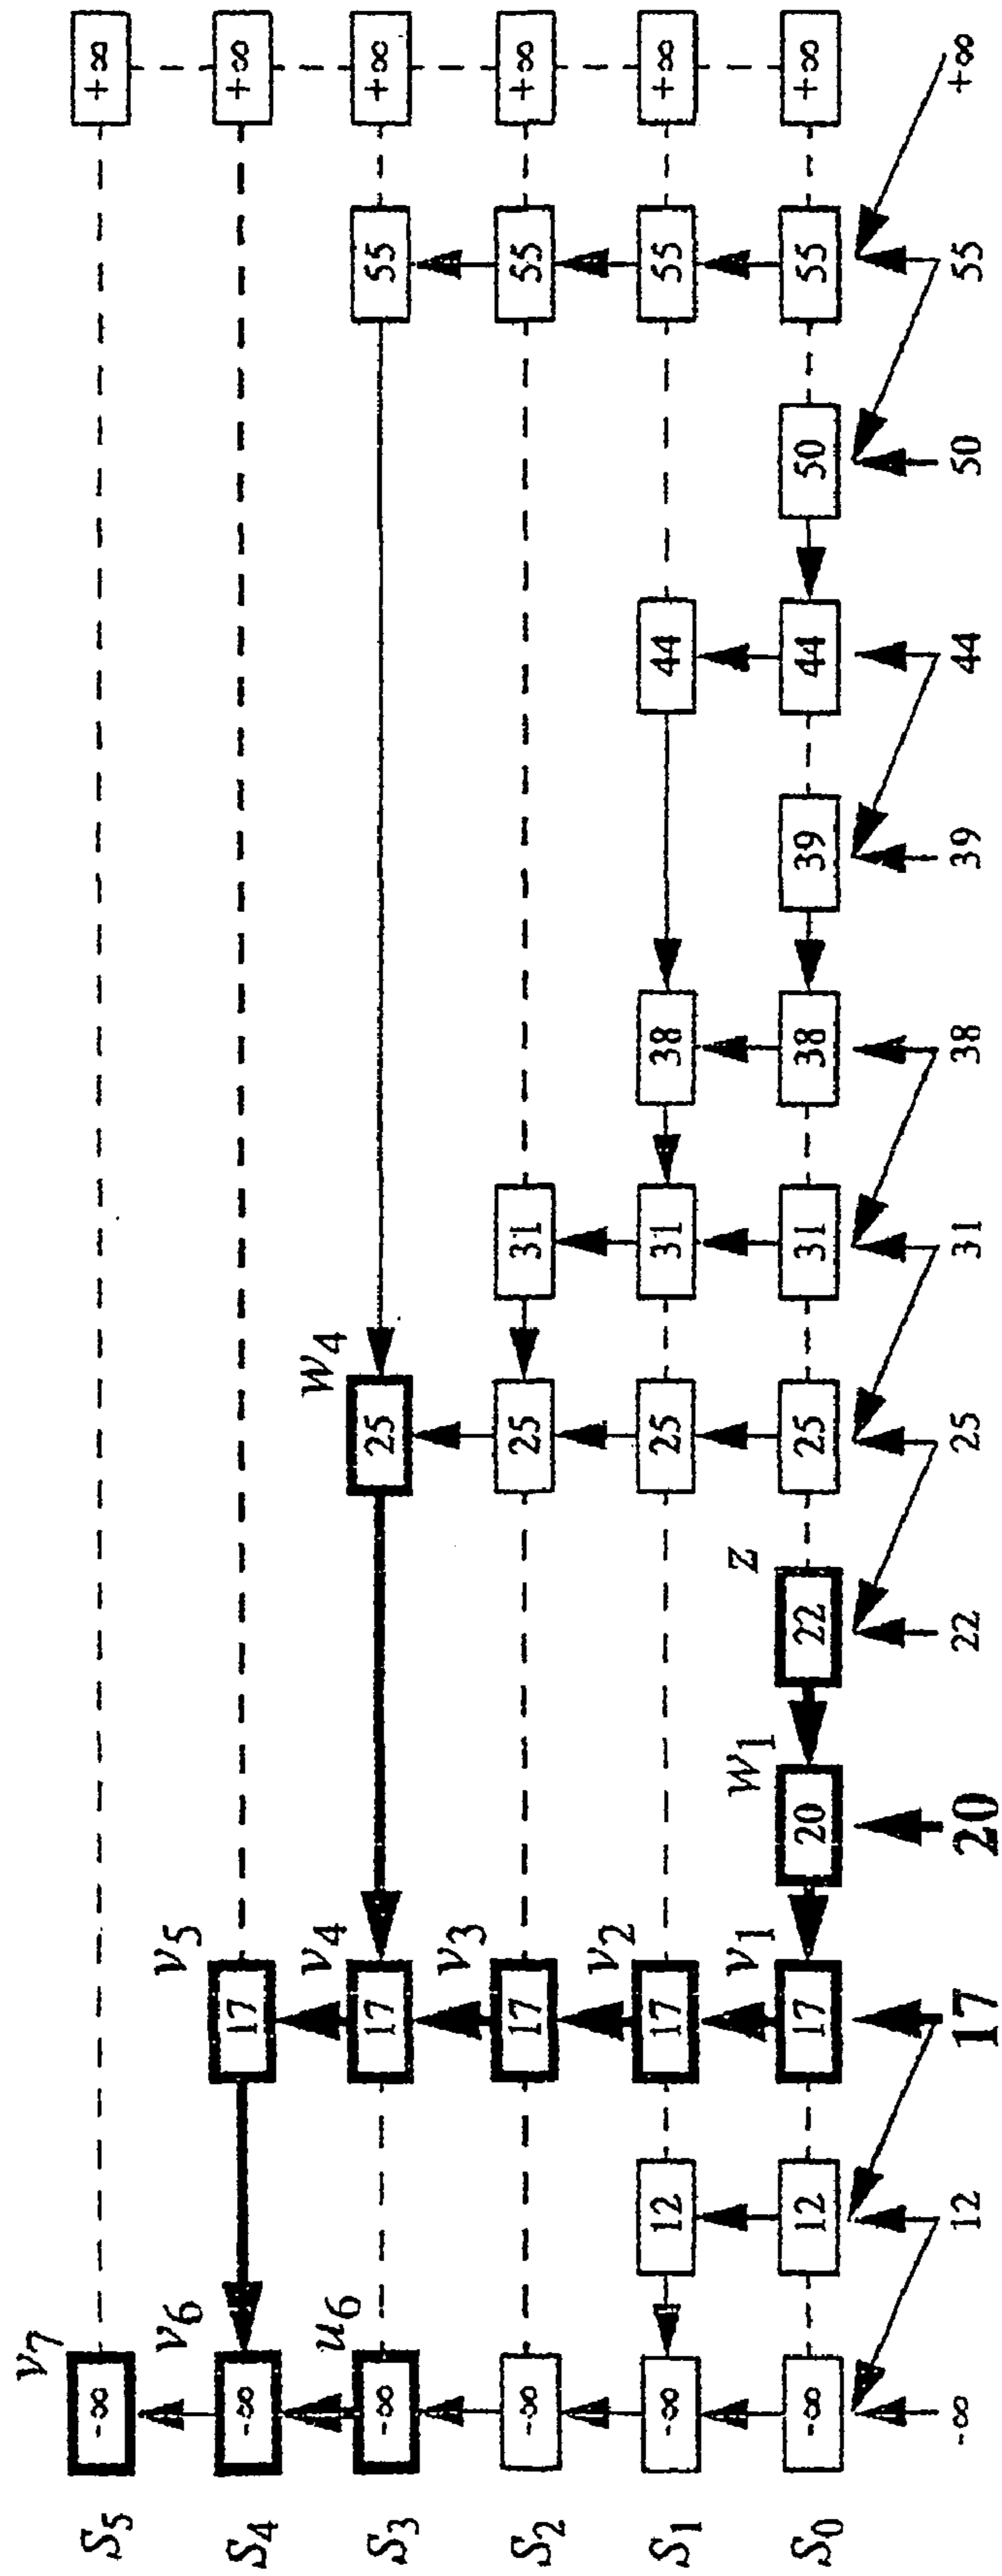 S5 -∞ v7 +∞
S4 -∞ v6 17 v5 +∞
S3 -∞ u6 17 v4 25 w4 55 +∞
S2 -∞ 17 v3 25 31 55 +∞
S1 -∞ 12 17 v2 25 31 38 44 55 +∞
S0 -∞ 12 17 v1 20 w1 22 z 25 31 38 39 44 50 55 +∞
-∞ 12 17 20 22 25 31 38 39 44 50 55 +∞